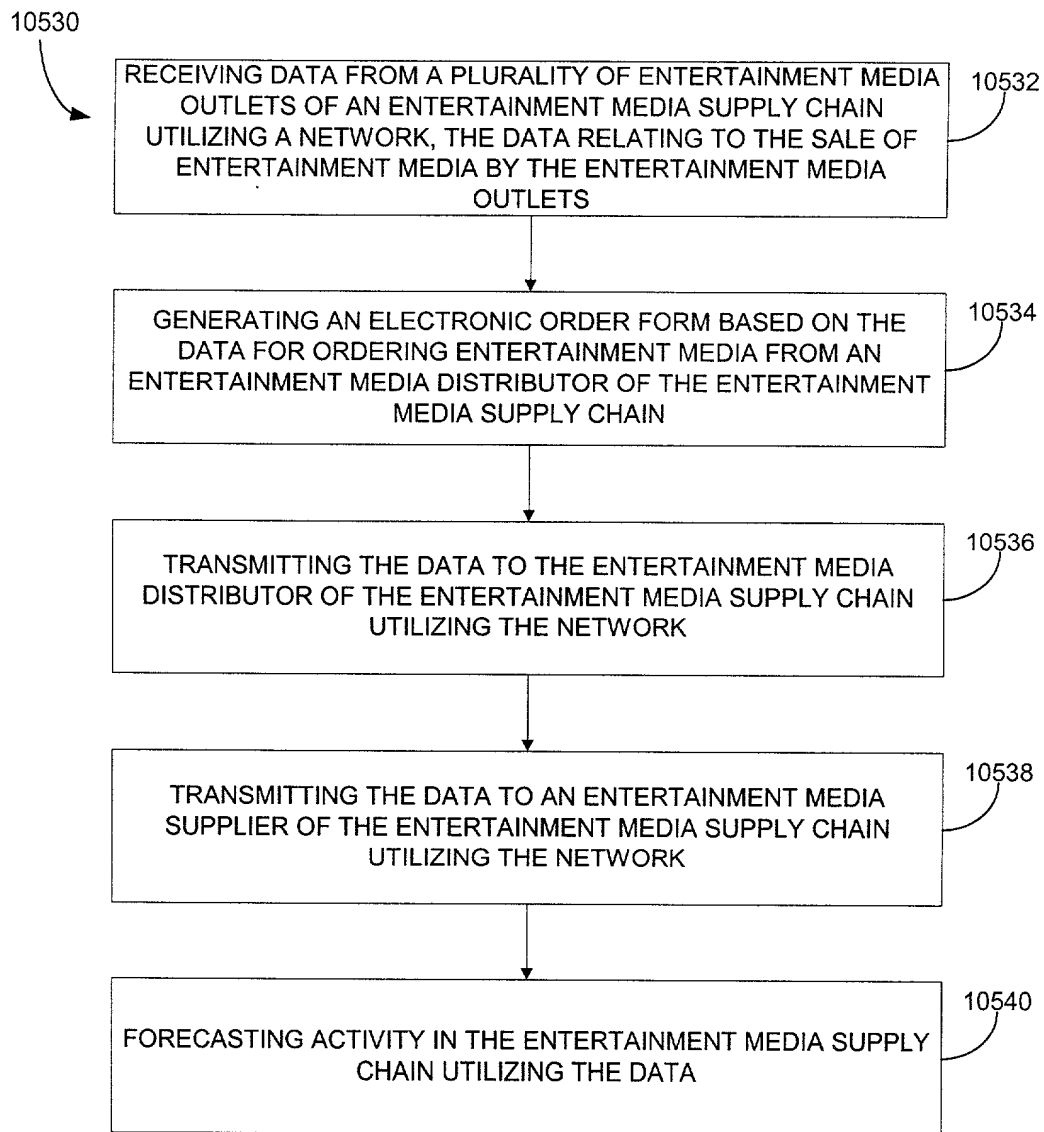 10530
RECEIVING DATA FROM A PLURALITY OF ENTERTAINMENT MEDIA
OUTLETS OF AN ENTERTAINMENT MEDIA SUPPLY CHAIN
UTILIZING A NETWORK, THE DATA RELATING TO THE SALE OF
ENTERTAINMENT MEDIA BY THE ENTERTAINMENT MEDIA
OUTLETS
10532
GENERATING AN ELECTRONIC ORDER FORM BASED ON THE
DATA FOR ORDERING ENTERTAINMENT MEDIA FROM AN
ENTERTAINMENT MEDIA DISTRIBUTOR OF THE ENTERTAINMENT
MEDIA SUPPLY CHAIN
10534
TRANSMITTING THE DATA TO THE ENTERTAINMENT MEDIA
DISTRIBUTOR OF THE ENTERTAINMENT MEDIA SUPPLY CHAIN
UTILIZING THE NETWORK
10536
TRANSMITTING THE DATA TO AN ENTERTAINMENT MEDIA
SUPPLIER OF THE ENTERTAINMENT MEDIA SUPPLY CHAIN
UTILIZING THE NETWORK
10538
FORECASTING ACTIVITY IN THE ENTERTAINMENT MEDIA SUPPLY
CHAIN UTILIZING THE DATA
10540